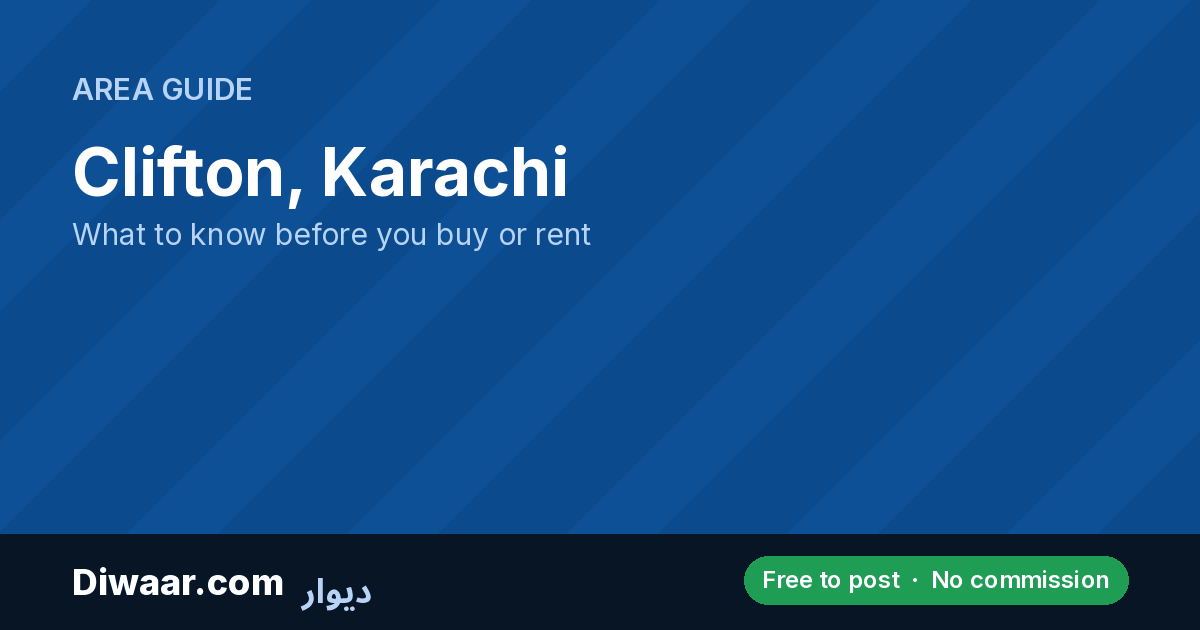 AREA GUIDE
Clifton, Karachi
What to know before you buy or rent
Diwaar.com دیوار
Free to post · No commission